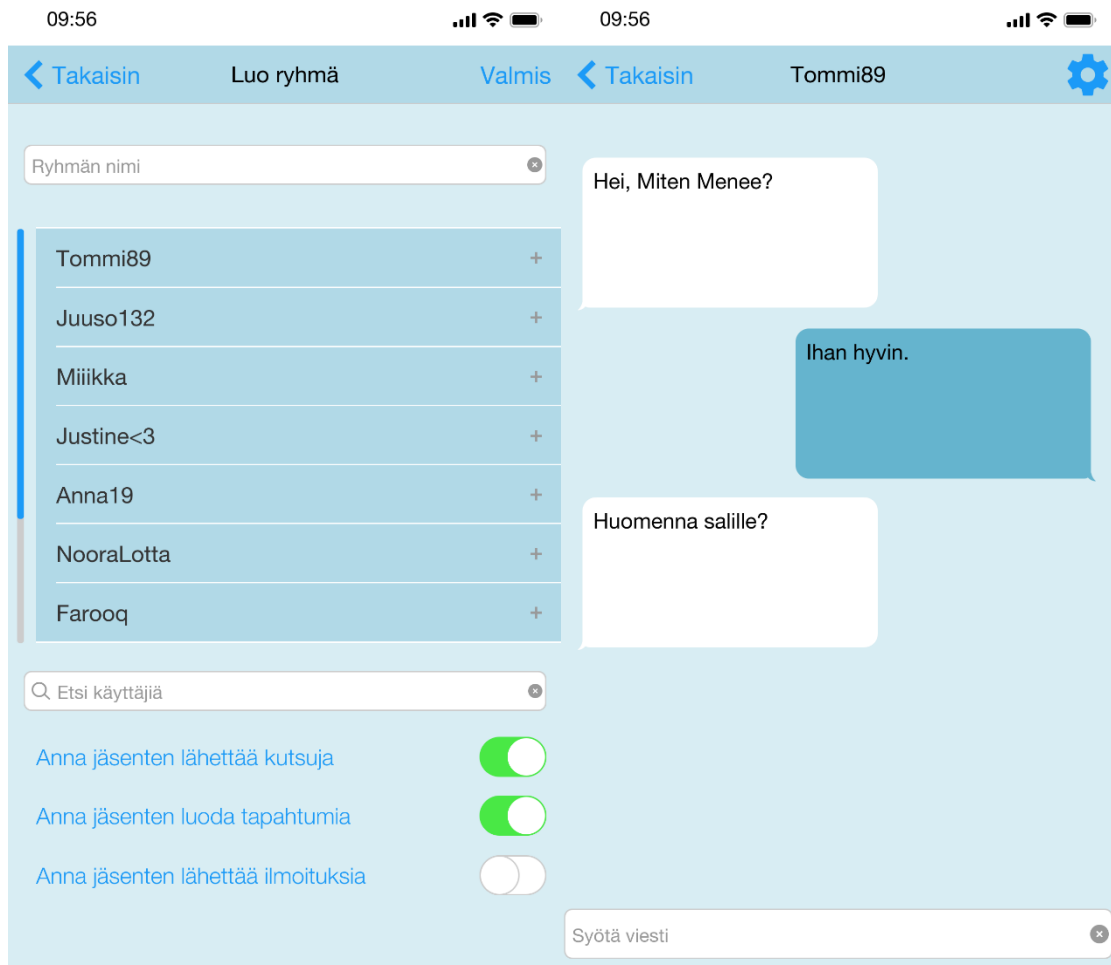 09:56
Takaisin Luo ryhmä Valmis
Ryhmän nimi
Tommi89 +
Juuso132 +
Miiikka +
Justine<3 +
Anna19 +
NooraLotta +
Farooq +
Etsi käyttäjiä
Anna jäsenten lähettää kutsuja
Anna jäsenten luoda tapahtumia
Anna jäsenten lähettää ilmoituksia
09:56
Takaisin Tommi89
Hei, Miten Menee?
Ihan hyvin.
Huomenna salille?
Syötä viesti